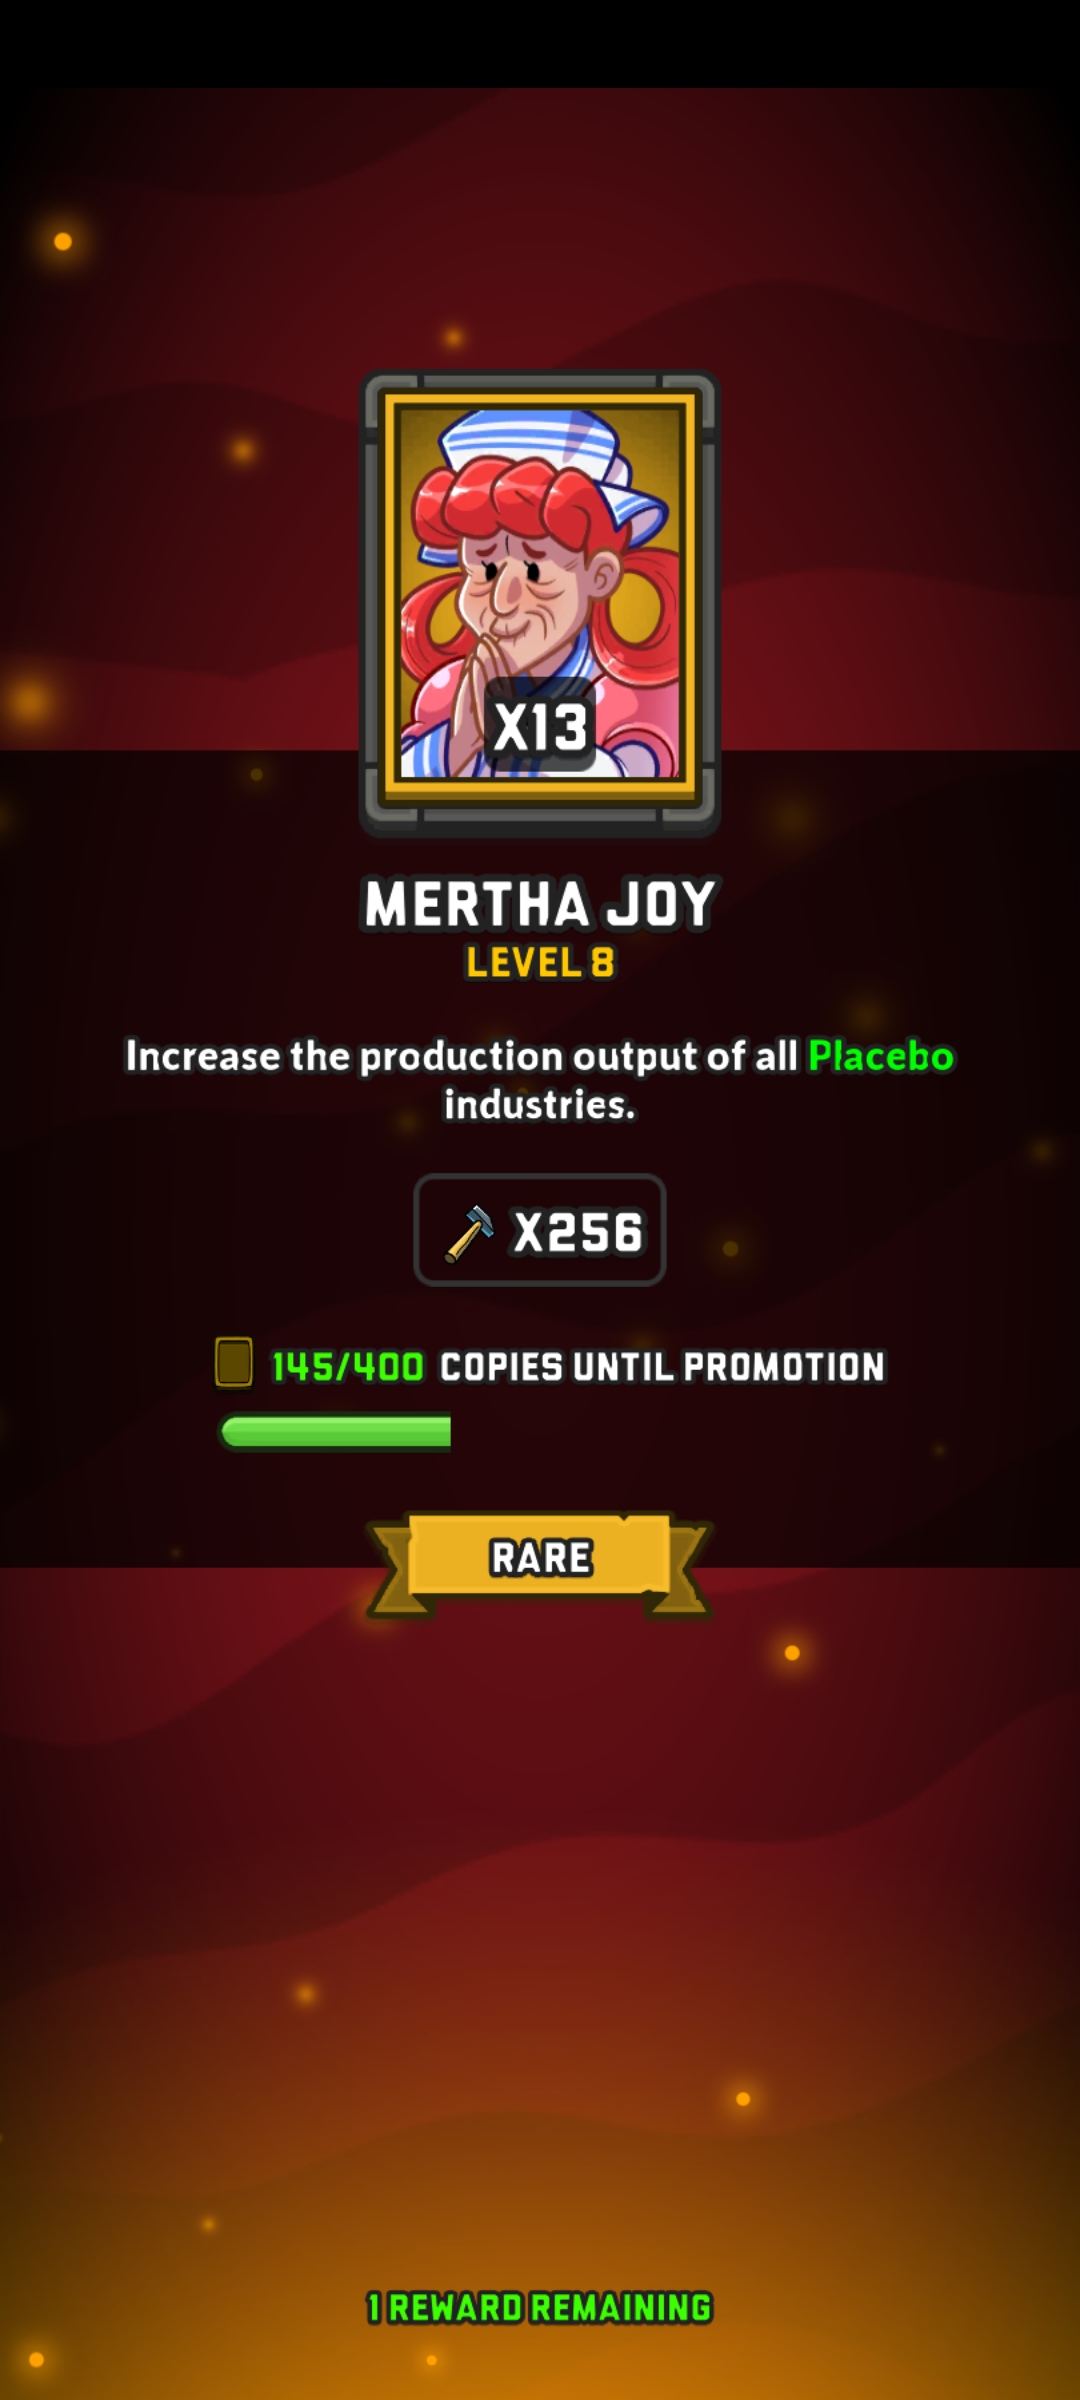 X13
MERTHA JOY
LEVEL 8
Increase the production output of all Placebo
industries.
X256
145/400 COPIES UNTIL PROMOTION
RARE
1 REWARD REMAINING